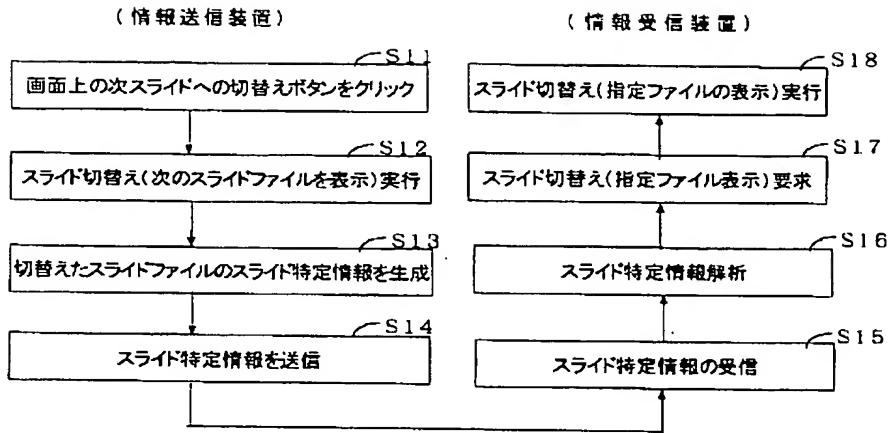 (情報送信装置)
S11
画面上の次スライドへの切替えボタンをクリック
S12
スライド切替え(次のスライドファイルを表示)実行
S13
切替えたスライドファイルのスライド特定情報を生成
S14
スライド特定情報を送信
(情報受信装置)
S18
スライド切替え(指定ファイルの表示)実行
S17
スライド切替え(指定ファイル表示)要求
S16
スライド特定情報解析
S15
スライド特定情報の受信